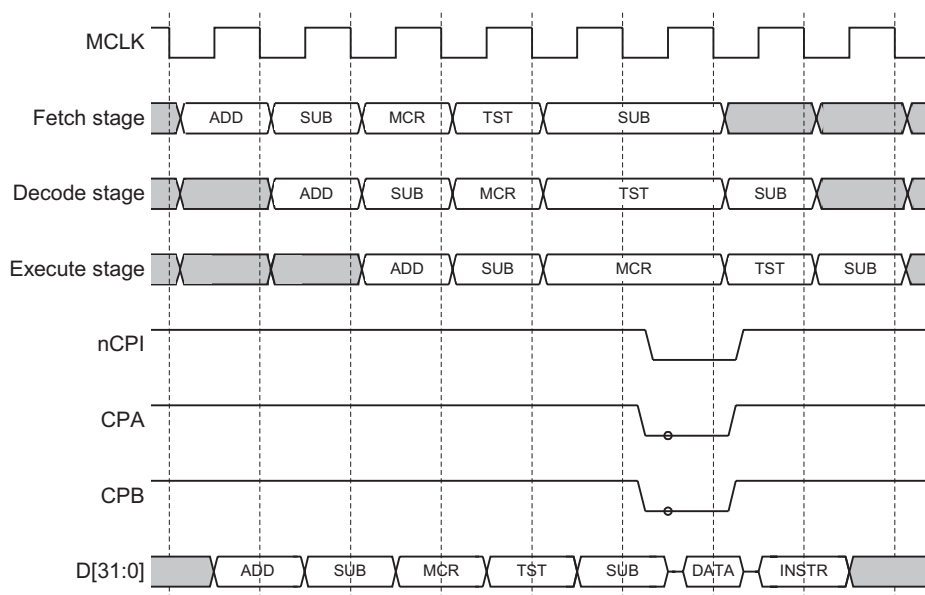 MCLK
Fetch stage ADD SUB MCR TST SUB
Decode stage ADD SUB MCR TST SUB
Execute stage ADD SUB MCR TST SUB
nCPI
CPA
CPB
D[31:0] ADD SUB MCR TST SUB DATA INSTR